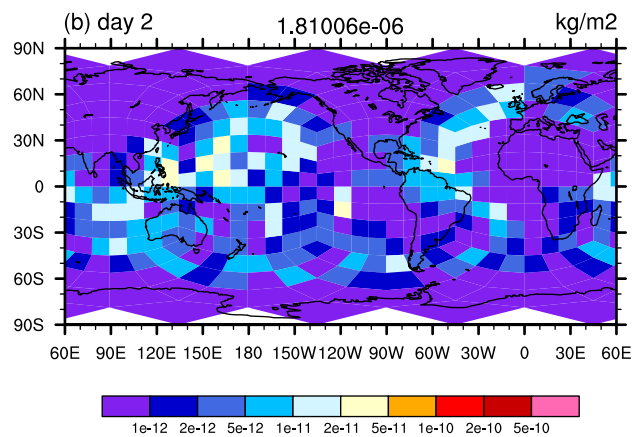 (b) day 2 1.81006e-06 kg/m2
90N
60N
30N
0
30S
60S
90S
60E 90E 120E 150E 180 150W 120W 90W 60W 30W 0 30E 60E
1e-12 2e-12 5e-12 1e-11 2e-11 5e-11 1e-10 2e-10 5e-10